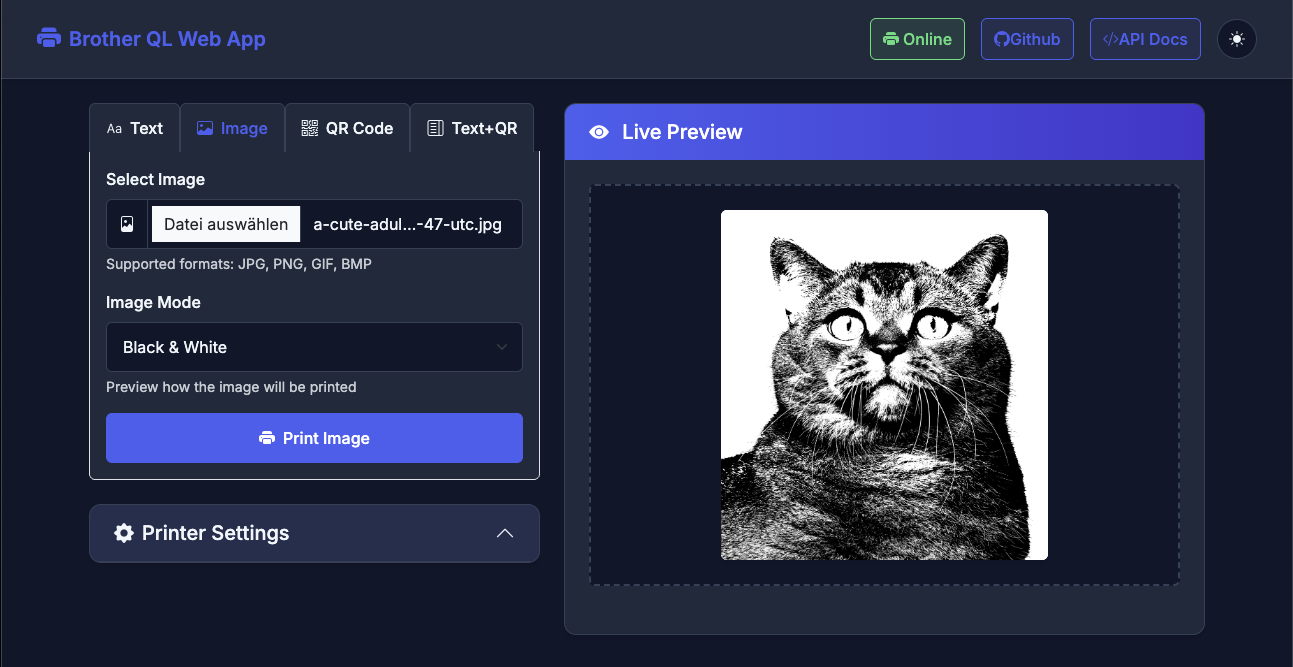 Brother QL Web App
Online
Github
</>API Docs
Aa Text
Image
QR Code
Text+QR
Select Image
Datei auswählen a-cute-adul...-47-utc.jpg
Supported formats: JPG, PNG, GIF, BMP
Image Mode
Black & White
Preview how the image will be printed
Print Image
Printer Settings
Live Preview